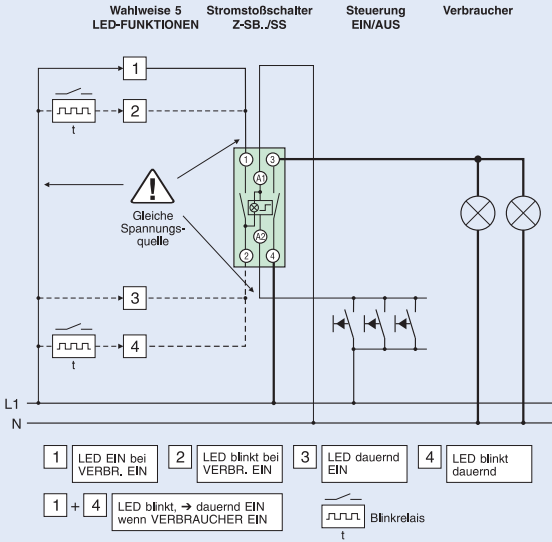 Wahlweise 5
LED-FUNKTIONEN
Stromstoßschalter
Z-SB../SS
Steuerung
EIN/AUS
Verbraucher
1
t
2
1
3
A1
Gleiche
Spannungs-
quelle
A2
2
4
3
t
4
L1
N
1
LED EIN bei
VERBR. EIN
2
LED blinkt bei
VERBR. EIN
3
LED dauernd
EIN
4
LED blinkt
dauernd
1 + 4
LED blinkt, → dauernd EIN
wenn VERBRAUCHER EIN
Blinkrelais
t